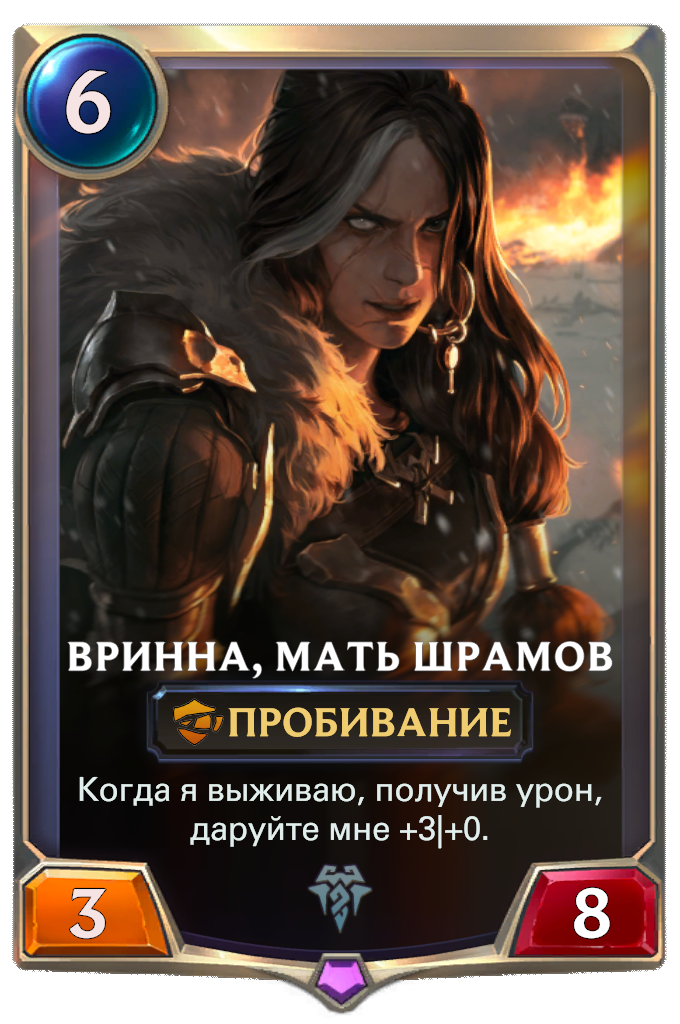 6
ВРИННА, МАТЬ ШРАМОВ
ПРОБИВАНИЕ
Когда я выживаю, получив урон,
даруйте мне +3|+0.
3
8